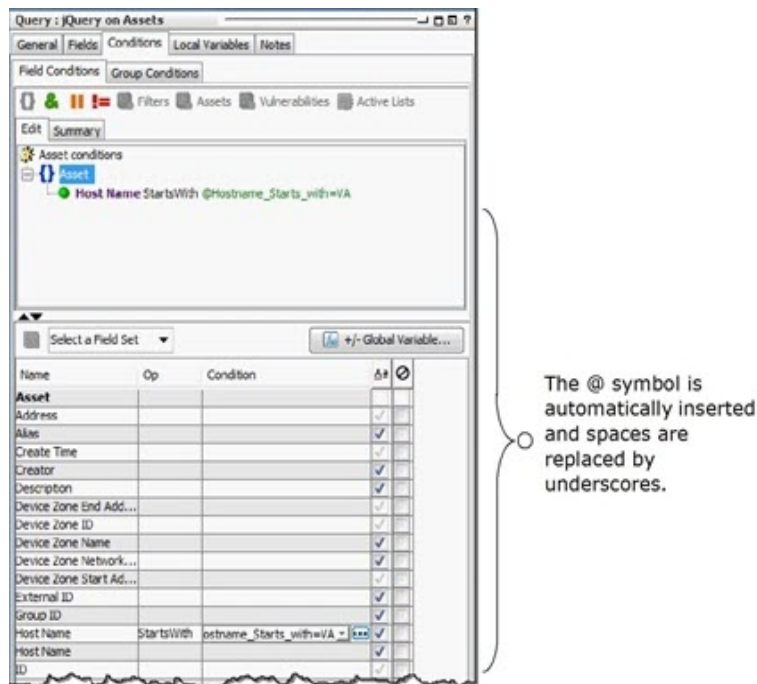 Query : jQuery on Assets
General Fields Conditions Local Variables Notes
Field Conditions Group Conditions
{} & != Filters Assets Vulnerabilities Active Lists
Edit Summary
Asset conditions
{} Asset
Host Name StartsWith @Hostname_Starts_with=VA
Select a Field Set +/- Global Variable...
Name Op Condition
Asset
Address
Alias
Create Time
Creator
Description
Device Zone End Add...
Device Zone ID
Device Zone Name
Device Zone Network...
Device Zone Start Ad...
External ID
Group ID
Host Name StartsWith ostname_Starts_with=VA ...
Host Name
ID
The @ symbol is
automatically inserted
and spaces are
replaced by
underscores.